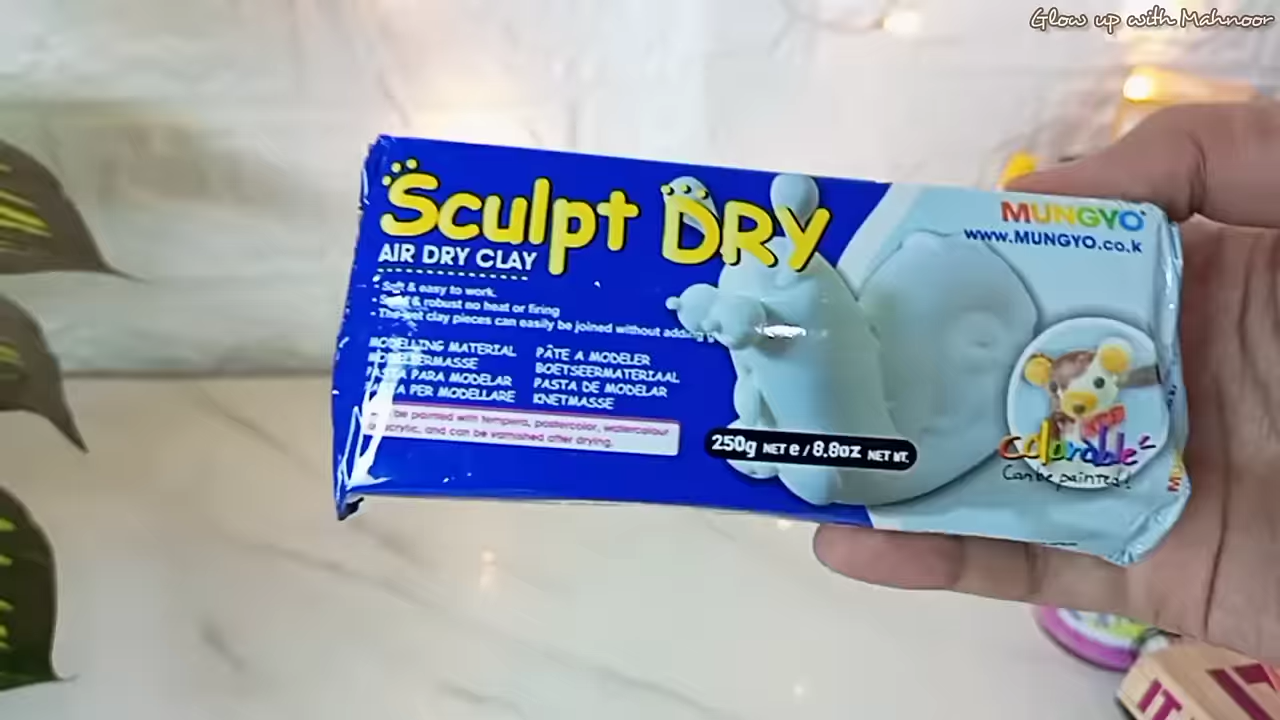 Glow up with Mahnoor
Sculpt DRY
AIR DRY CLAY
• Soft & easy to work.
& robust no heat or firing
• The wet clay pieces can easily be joined without adding
MODELLING MATERIAL
MODELLIERMASSE
PASTA PARA MODELAR
PASTA PER MODELLARE
PÂTE A MODELER
BOETSEERMATERIAAL
PASTA DE MODELAR
KNETMASSE
be painted with tempera, postercolor, watercolour
acrylic, and can be varnished after drying.
250g NET e / 8.8oz NET WT.
MUNGYO
www.MUNGYO.co.k
colorable
Can be painted!
IT